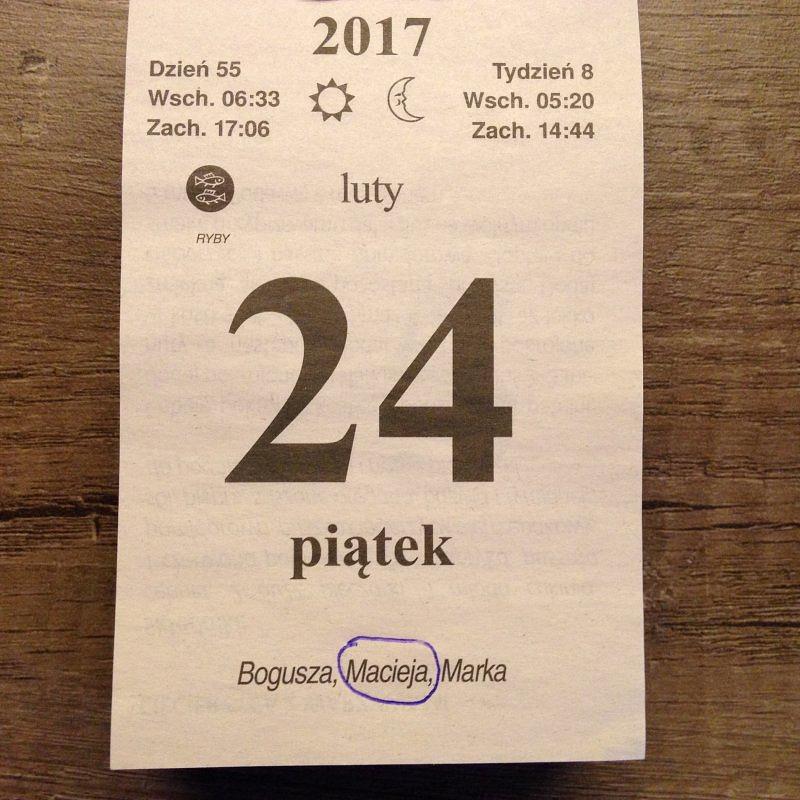 2017
Dzień 55
Wsch. 06:33
Zach. 17:06
Tydzień 8
Wsch. 05:20
Zach. 14:44
RYBY
luty
24
piątek
Bogusza, Macieja, Marka